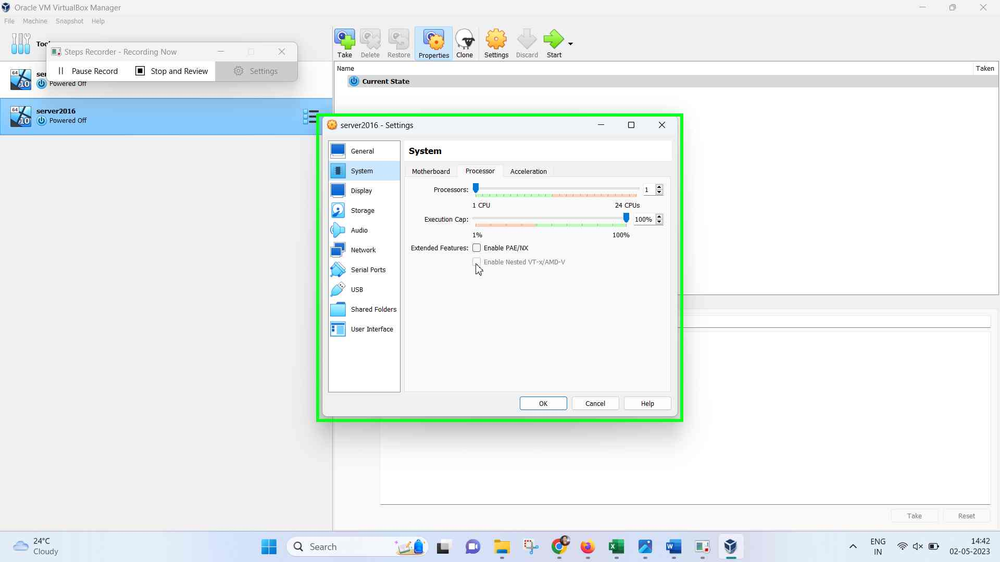 Oracle VM VirtualBox Manager
File Machine Snapshot Help
Steps Recorder - Recording Now
Pause Record Stop and Review Settings
64
10
Powered Off
64
10
server2016
Powered Off
Take Delete Restore Properties Clone Settings Discard Start
Name Taken
Current State
server2016 - Settings
General
System
Display
Storage
Audio
Network
Serial Ports
USB
Shared Folders
User Interface
System
Motherboard Processor Acceleration
Processors: 1
1 CPU 24 CPUs
Execution Cap: 100%
1% 100%
Extended Features: Enable PAE/NX
Enable Nested VT-x/AMD-V
OK Cancel Help
Take Reset
24°C
Cloudy
Search
ENG
IN
14:42
02-05-2023